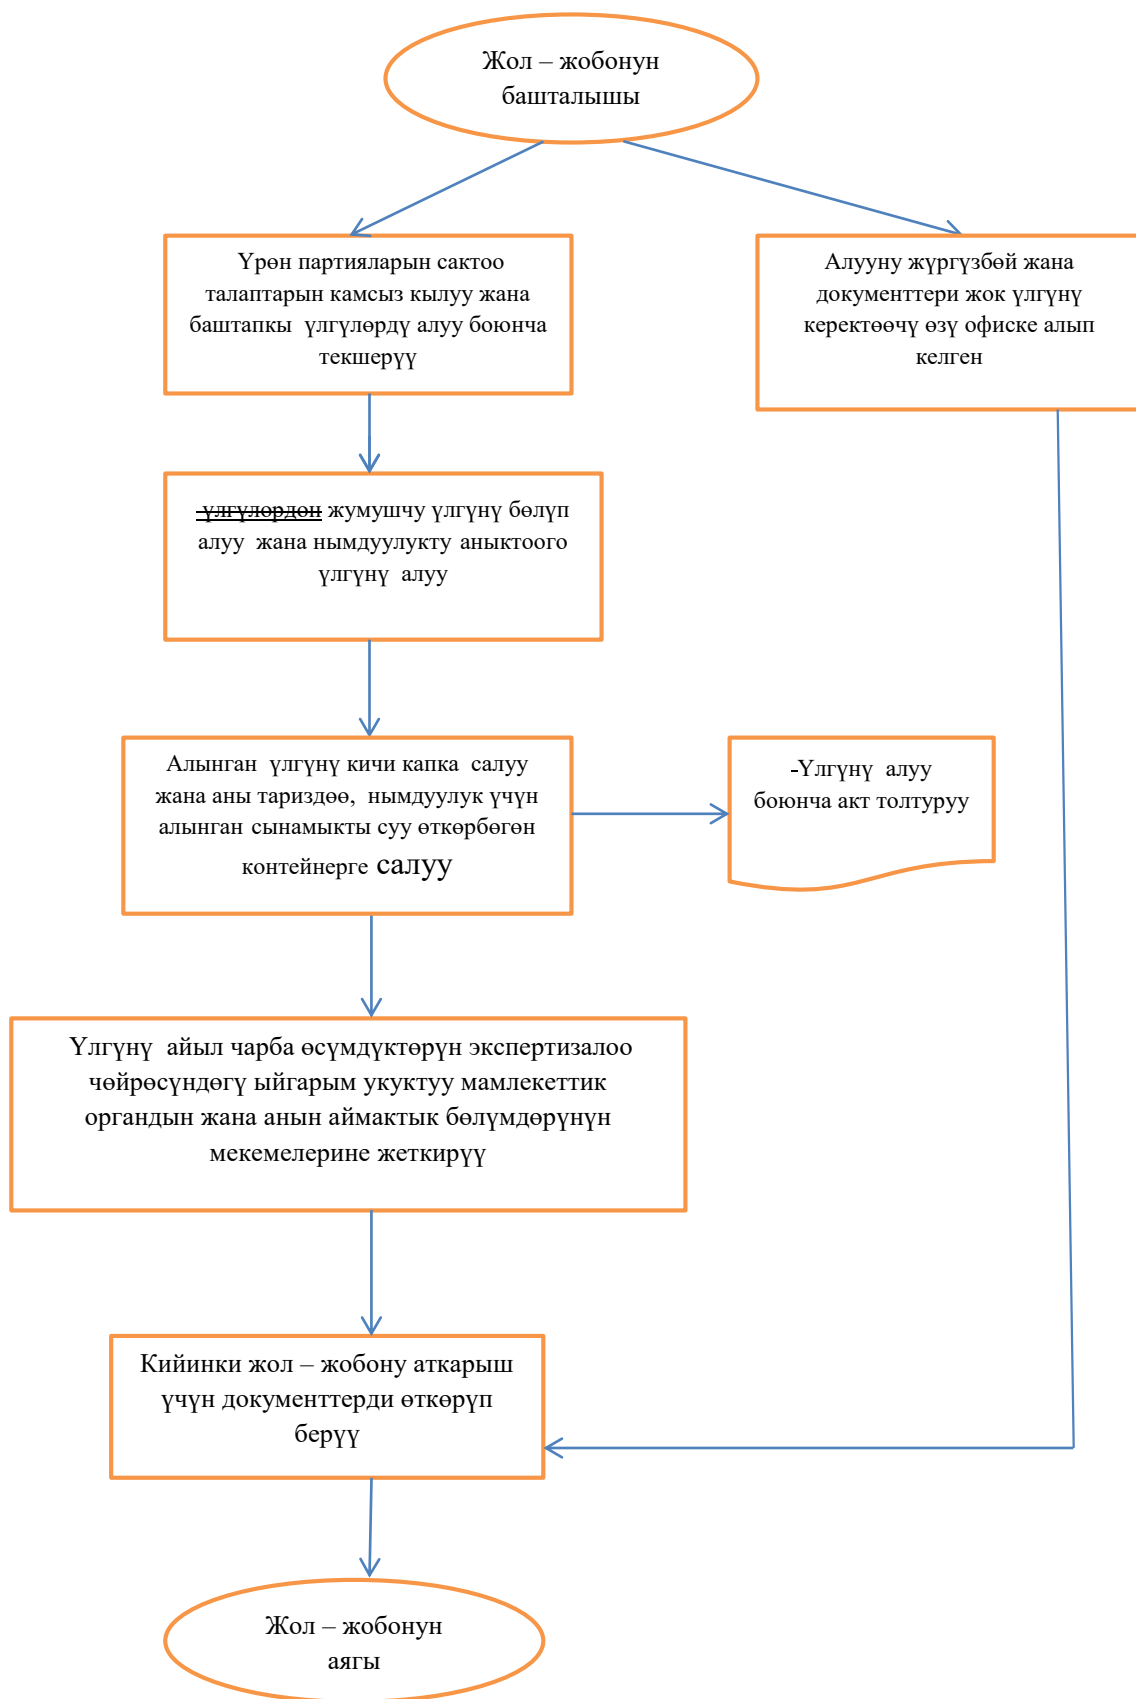 Жол – жобонун
башталышы
Үрөн партияларын сактоо
талаптарын камсыз кылуу жана
баштапкы үлгүлөрдү алуу боюнча
текшерүү
Алууну жүргүзбөй жана
документтери жок үлгүнү
керектөөчү өзү офиске алып
келген
үлгүлөрдөн жумушчу үлгүнү бөлүп
алуу жана нымдуулукту аныктоого
үлгүнү алуу
Алынган үлгүнү кичи капка салуу
жана аны тариздөө, нымдуулук үчүн
алынган сынамыкты суу өткөрбөгөн
контейнерге салуу
-Үлгүнү алуу
боюнча акт толтуруу
Үлгүнү айыл чарба өсүмдүктөрүн экспертизалоо
чөйрөсүндөгү ыйгарым укуктуу мамлекеттик
органдын жана анын аймактык бөлүмдөрүнүн
мекемелерине жеткирүү
Кийинки жол – жобону аткарыш
үчүн документтерди өткөрүп
берүү
Жол – жобонун
аягы